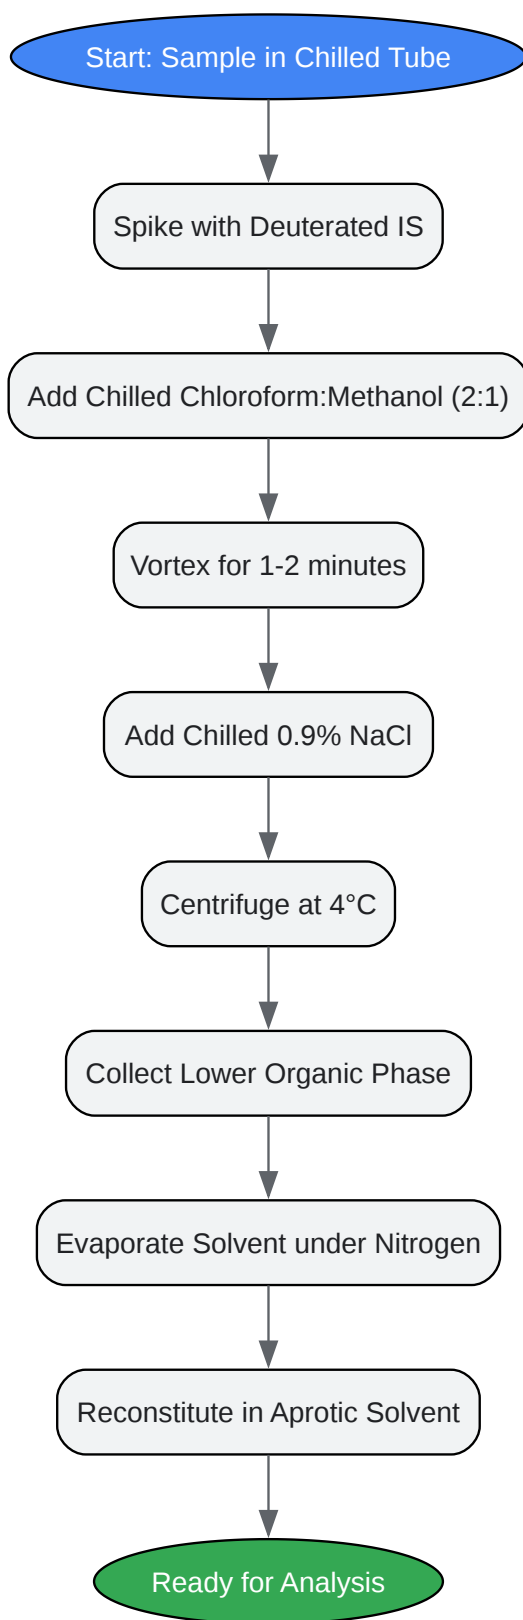 Start: Sample in Chilled Tube
Spike with Deuterated IS
Add Chilled Chloroform:Methanol (2:1)
Vortex for 1-2 minutes
Add Chilled 0.9% NaCl
Centrifuge at 4°C
Collect Lower Organic Phase
Evaporate Solvent under Nitrogen
Reconstitute in Aprotic Solvent
Ready for Analysis